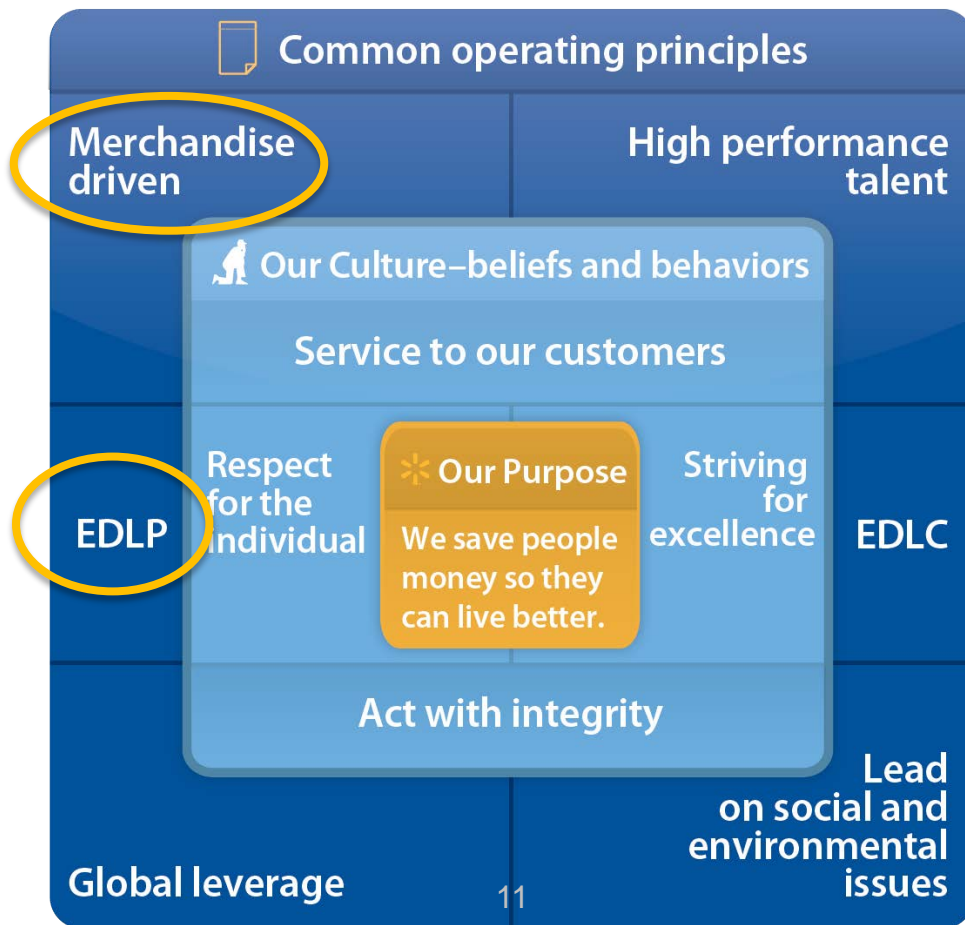 Common operating principles
Merchandise
driven
High performance
talent
Our Culture–beliefs and behaviors
Service to our customers
Respect
for the
individual
Our Purpose
We save people
money so they
can live better.
Striving
for
excellence
EDLP
EDLC
Act with integrity
Global leverage
Lead
on social and
environmental
issues
11